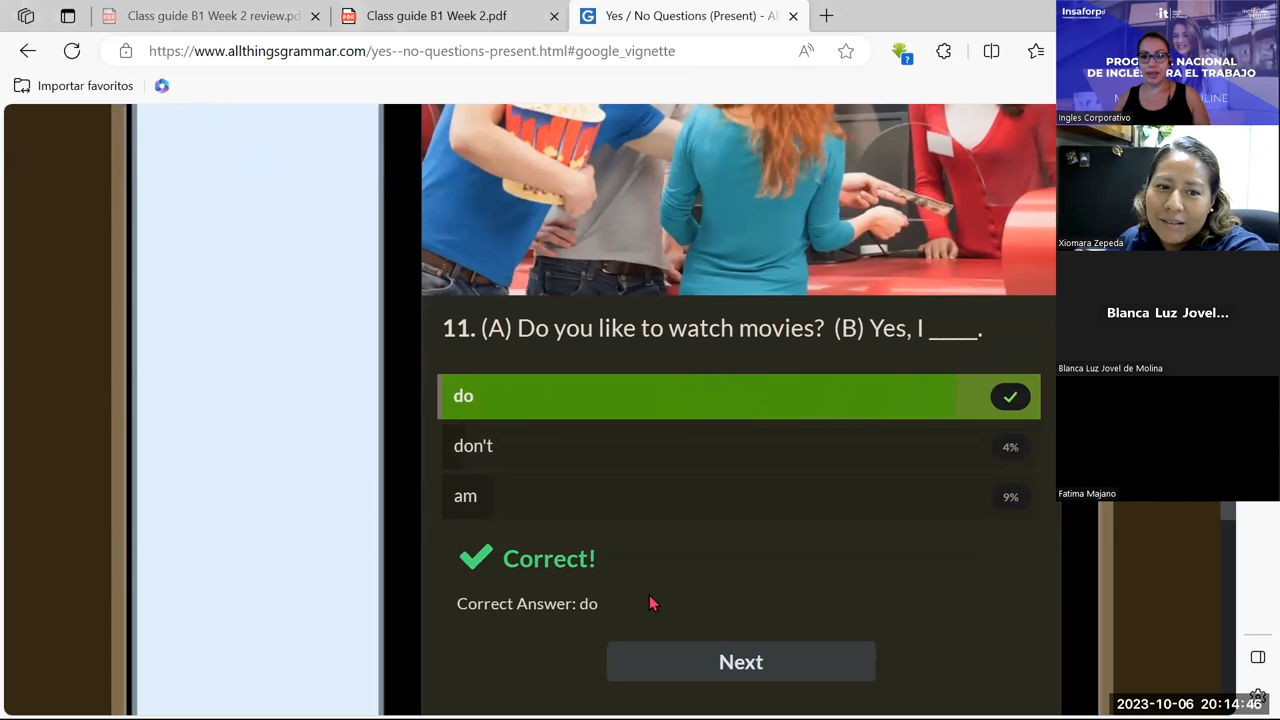 Class guide B1 Week 2 review.pd
Class guide B1 Week 2.pdf
Yes / No Questions (Present) - Al
https://www.allthingsgrammar.com/yes--no-questions-present.html#google_vignette
Importar favoritos
11. (A) Do you like to watch movies? (B) Yes, I _____.
do
don't
4%
am
9%
Correct!
Correct Answer: do
Next
Insaforp
Ingles Corporativo
Xiomara Zepeda
Blanca Luz Jovel...
Blanca Luz Jovel de Molina
Fatima Majano
2023-10-06 20:14:46